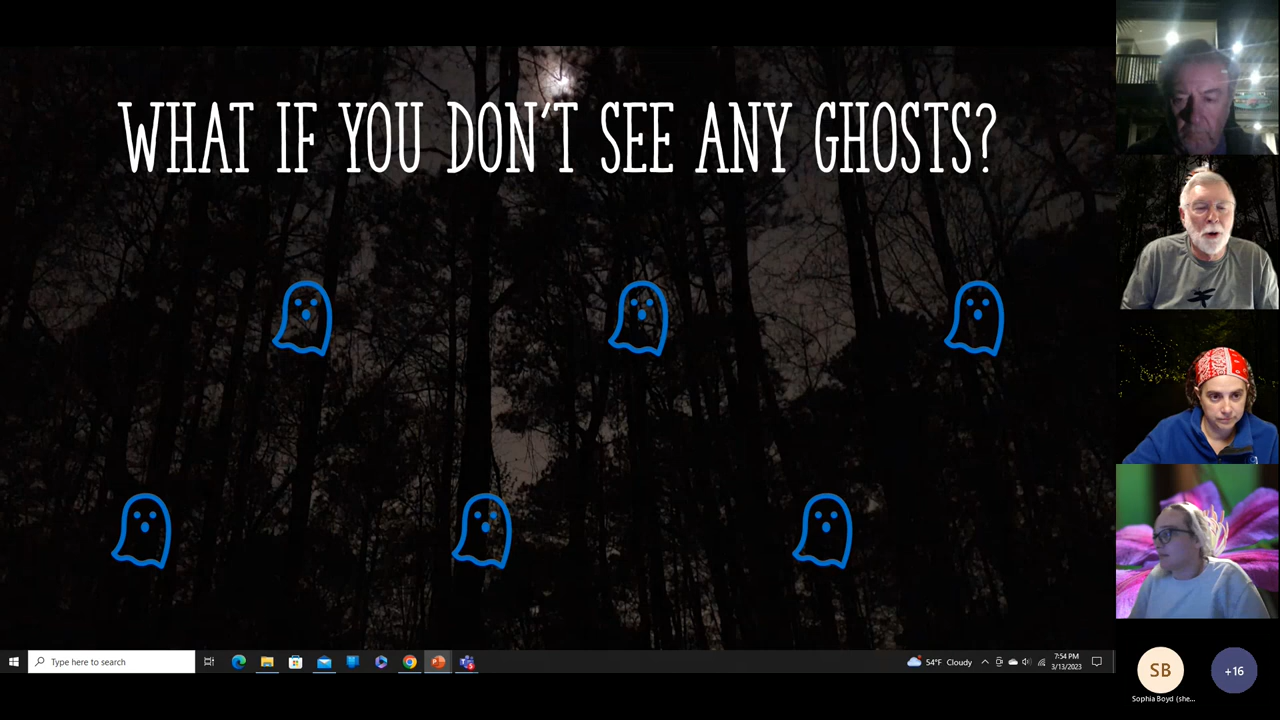 WHAT IF YOU DON'T SEE ANY GHOSTS?
Type here to search
54°F Cloudy
7:54 PM
3/13/2023
SB
+16
Sophia Boyd (she...